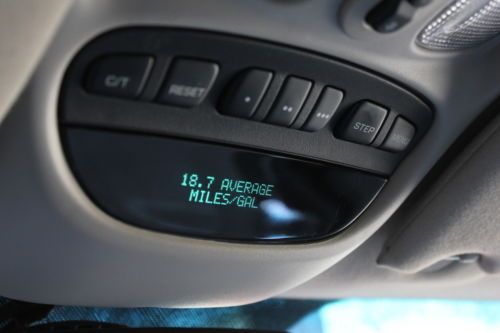 C/T RESET STEP
18.7 AVERAGE
MILES/GAL